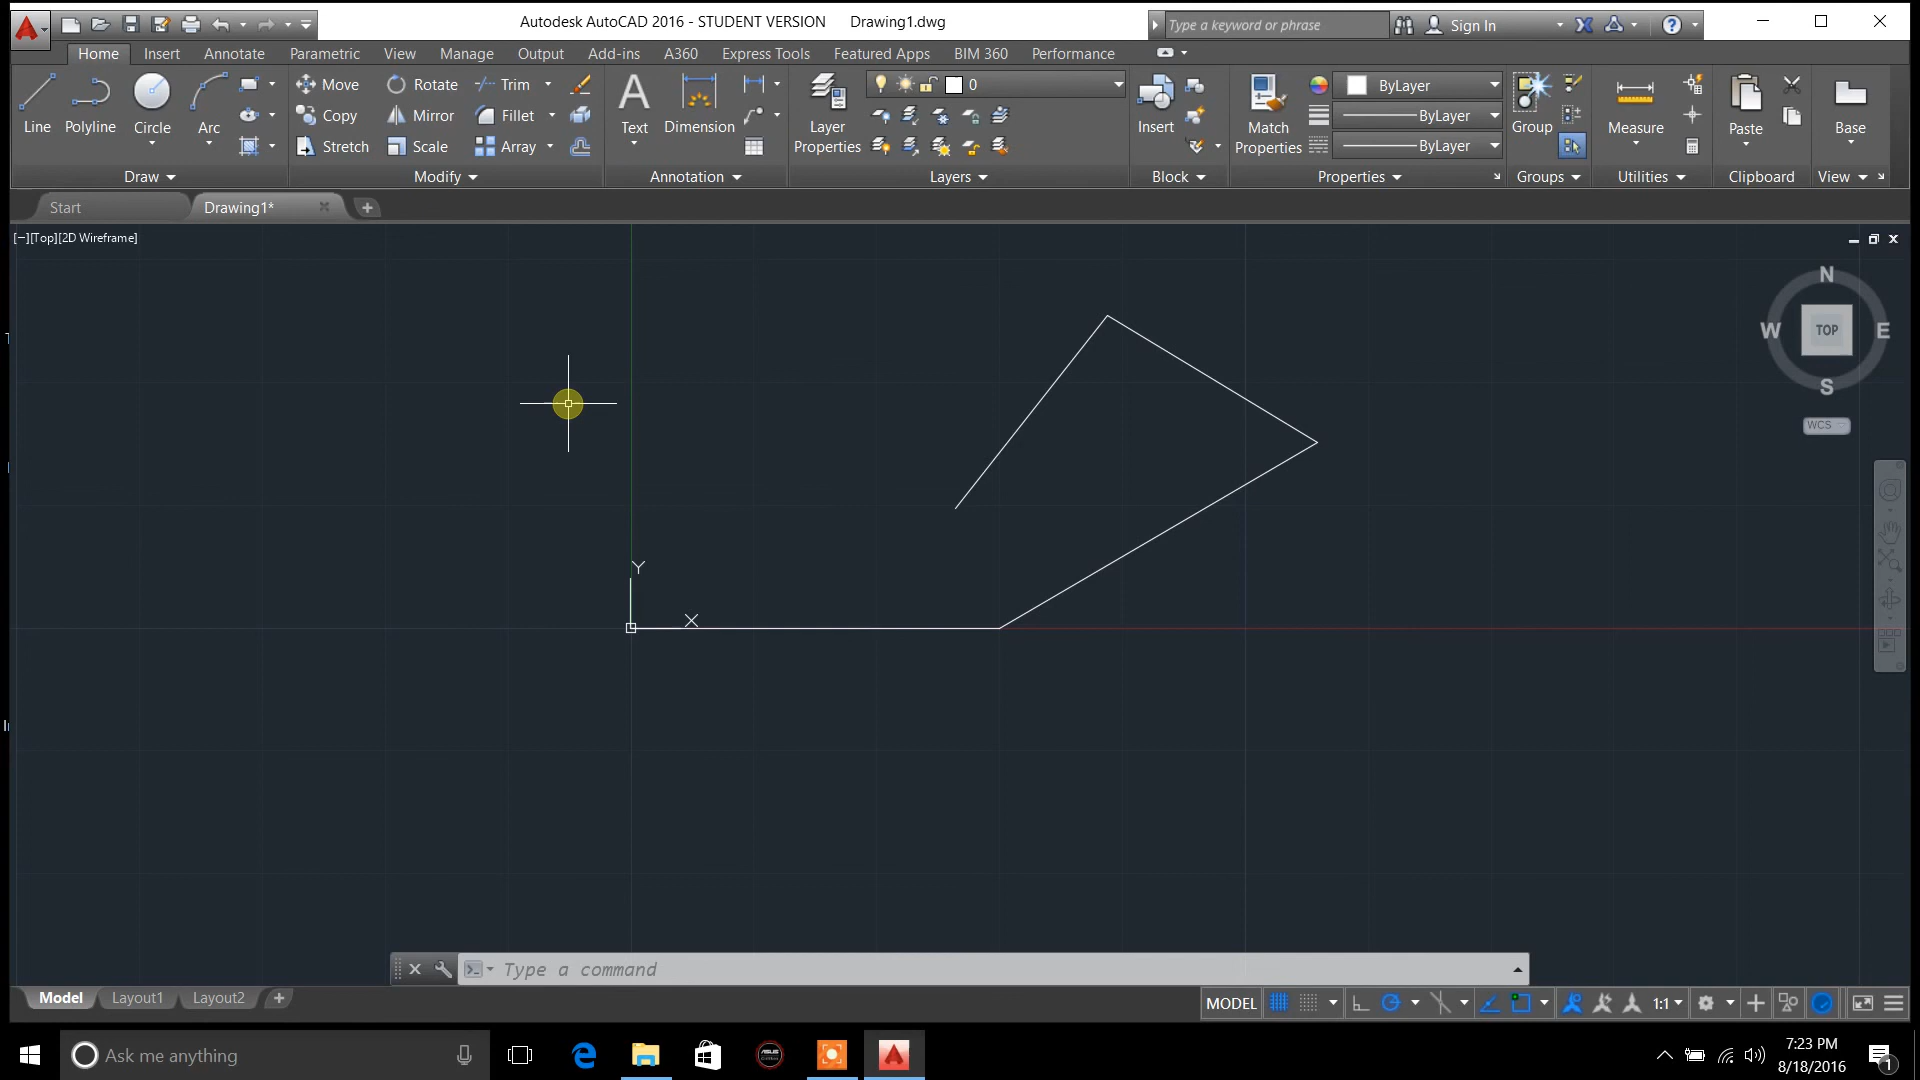 Autodesk AutoCAD 2016 - STUDENT VERSION Drawing1.dwg
Type a keyword or phrase
Sign In
Home Insert Annotate Parametric View Manage Output Add-ins A360 Express Tools Featured Apps BIM 360 Performance
Line Polyline Circle Arc
Move Rotate Trim
Copy Mirror Fillet
Stretch Scale Array
Text Dimension
Layer Properties
0
Insert
Match Properties
ByLayer
ByLayer
ByLayer
Group
Measure
Paste
Base
Draw Modify Annotation Layers Block Properties Groups Utilities Clipboard View
Start Drawing1*
[−][Top][2D Wireframe]
N
W TOP E
S
WCS
Y
X
Type a command
Model Layout1 Layout2
MODEL 1:1
Ask me anything
7:23 PM
8/18/2016
1